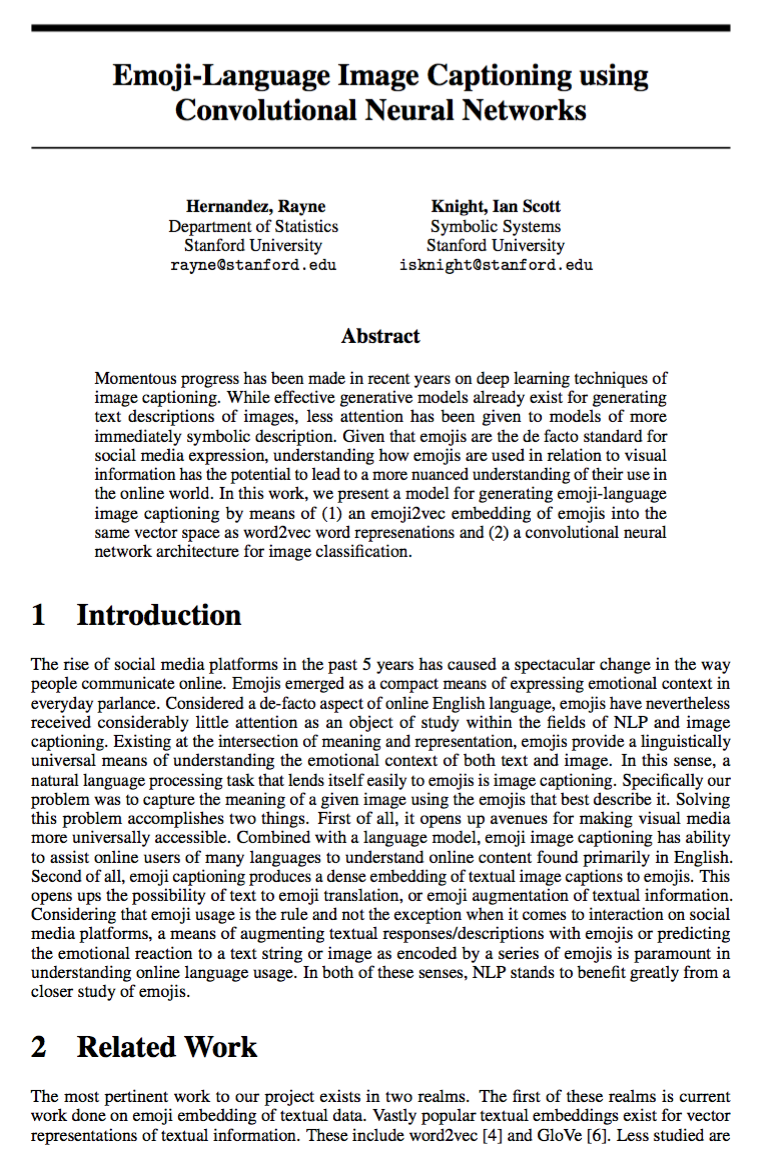 Emoji-Language Image Captioning using
Convolutional Neural Networks
Hernandez, Rayne
Department of Statistics
Stanford University
rayne@stanford.edu
Knight, Ian Scott
Symbolic Systems
Stanford University
isknight@stanford.edu
Abstract
Momentous progress has been made in recent years on deep learning techniques of
image captioning. While effective generative models already exist for generating
text descriptions of images, less attention has been given to models of more
immediately symbolic description. Given that emojis are the de facto standard for
social media expression, understanding how emojis are used in relation to visual
information has the potential to lead to a more nuanced understanding of their use in
the online world. In this work, we present a model for generating emoji-language
image captioning by means of (1) an emoji2vec embedding of emojis into the
same vector space as word2vec word represenations and (2) a convolutional neural
network architecture for image classification.
1 Introduction
The rise of social media platforms in the past 5 years has caused a spectacular change in the way
people communicate online. Emojis emerged as a compact means of expressing emotional context in
everyday parlance. Considered a de-facto aspect of online English language, emojis have nevertheless
received considerably little attention as an object of study within the fields of NLP and image
captioning. Existing at the intersection of meaning and representation, emojis provide a linguistically
universal means of understanding the emotional context of both text and image. In this sense, a
natural language processing task that lends itself easily to emojis is image captioning. Specifically our
problem was to capture the meaning of a given image using the emojis that best describe it. Solving
this problem accomplishes two things. First of all, it opens up avenues for making visual media
more universally accessible. Combined with a language model, emoji image captioning has ability
to assist online users of many languages to understand online content found primarily in English.
Second of all, emoji captioning produces a dense embedding of textual image captions to emojis. This
opens ups the possibility of text to emoji translation, or emoji augmentation of textual information.
Considering that emoji usage is the rule and not the exception when it comes to interaction on social
media platforms, a means of augmenting textual responses/descriptions with emojis or predicting
the emotional reaction to a text string or image as encoded by a series of emojis is paramount in
understanding online language usage. In both of these senses, NLP stands to benefit greatly from a
closer study of emojis.
2 Related Work
The most pertinent work to our project exists in two realms. The first of these realms is current
work done on emoji embedding of textual data. Vastly popular textual embeddings exist for vector
representations of textual information. These include word2vec [4] and GloVe [6]. Less studied are